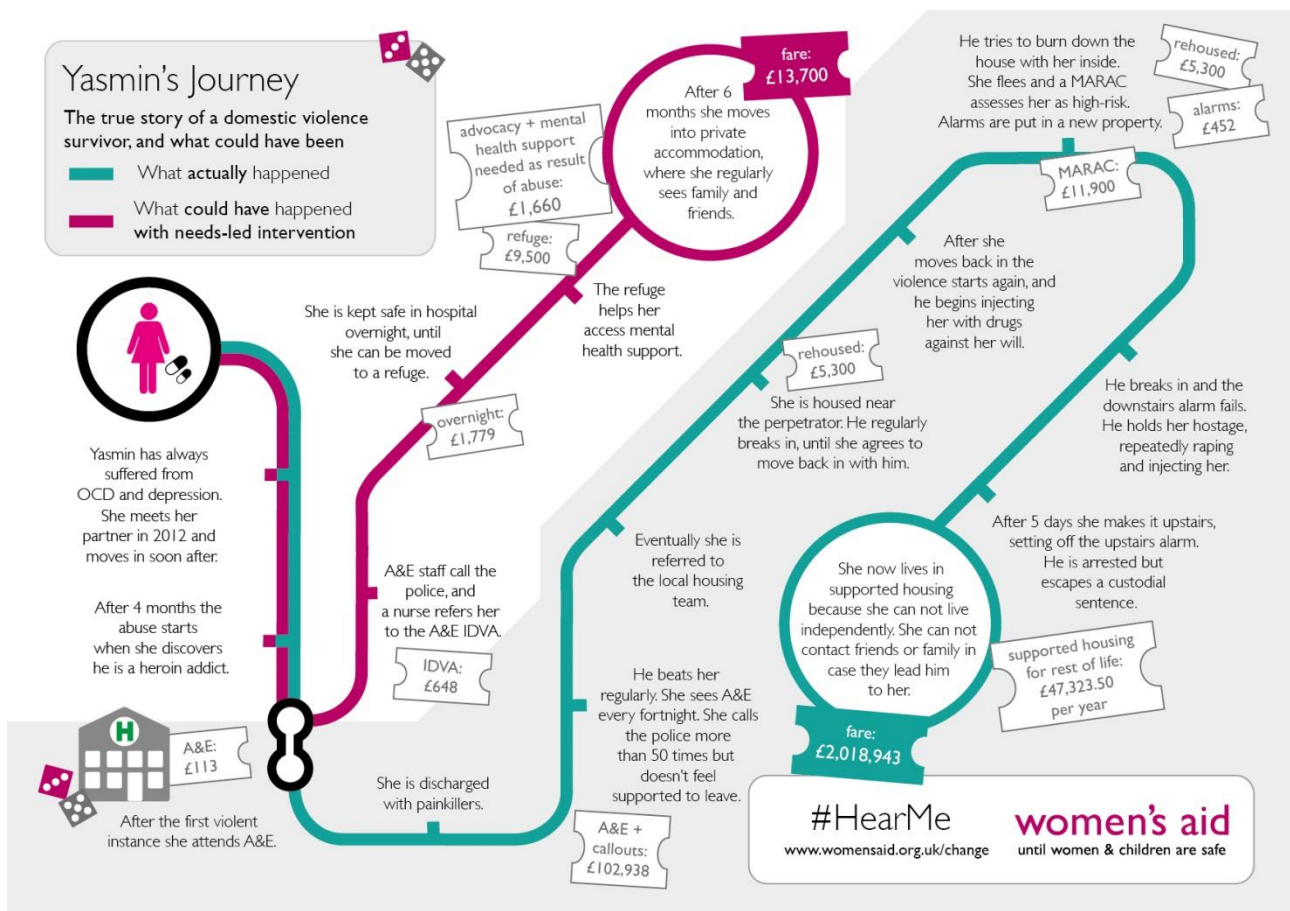 Yasmin's Journey
The true story of a domestic violence
survivor, and what could have been
What actually happened
What could have happened
with needs-led intervention
Yasmin has always
suffered from
OCD and depression.
She meets her
partner in 2012 and
moves in soon after.
After 4 months the
abuse starts
when she discovers
he is a heroin addict.
H
A&E:
£113
After the first violent
instance she attends A&E.
A&E staff call the
police, and
a nurse refers her
to the A&E IDVA.
IDVA:
£648
She is kept safe in hospital
overnight, until
she can be moved
to a refuge.
overnight:
£1,779
The refuge
helps her
access mental
health support.
advocacy + mental
health support
needed as result
of abuse:
£1,660
refuge:
£9,500
After 6
months she moves
into private
accommodation,
where she regularly
sees family and
friends.
fare:
£13,700
She is discharged
with painkillers.
He beats her
regularly. She sees A&E
every fortnight. She calls
the police more
than 50 times but
doesn't feel
supported to leave.
A&E +
callouts:
£102,938
Eventually she is
referred to
the local housing
team.
rehoused:
£5,300
She is housed near
the perpetrator. He regularly
breaks in, until she agrees to
move back in with him.
After she
moves back in the
violence starts again, and
he begins injecting
her with drugs
against her will.
He tries to burn down the
house with her inside.
She flees and a MARAC
assesses her as high-risk.
Alarms are put in a new property.
rehoused:
£5,300
alarms:
£452
MARAC:
£11,900
He breaks in and the
downstairs alarm fails.
He holds her hostage,
repeatedly raping
and injecting her.
After 5 days she makes it upstairs,
setting off the upstairs alarm.
He is arrested but
escapes a custodial
sentence.
supported housing
for rest of life:
£47,323.50
per year
She now lives in
supported housing
because she can not live
independently. She can not
contact friends or family in
case they lead him
to her.
fare:
£2,018,943
#HearMe
www.womensaid.org.uk/change
women's aid
until women & children are safe